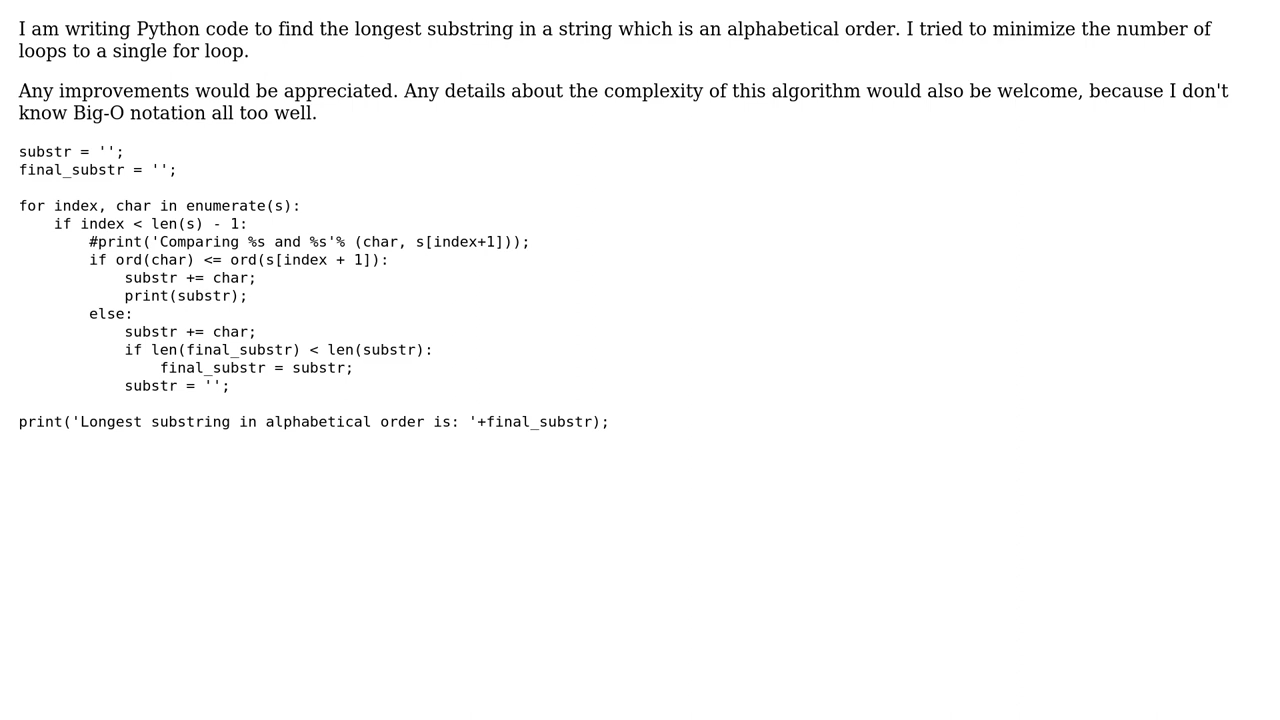 I am writing Python code to find the longest substring in a string which is an alphabetical order. I tried to minimize the number of
loops to a single for loop.
Any improvements would be appreciated. Any details about the complexity of this algorithm would also be welcome, because I don't
know Big-O notation all too well.
substr = '';
final_substr = '';
for index, char in enumerate(s):
    if index < len(s) - 1:
        #print('Comparing %s and %s'% (char, s[index+1]));
        if ord(char) <= ord(s[index + 1]):
            substr += char;
            print(substr);
        else:
            substr += char;
            if len(final_substr) < len(substr):
                final_substr = substr;
            substr = '';
print('Longest substring in alphabetical order is: '+final_substr);